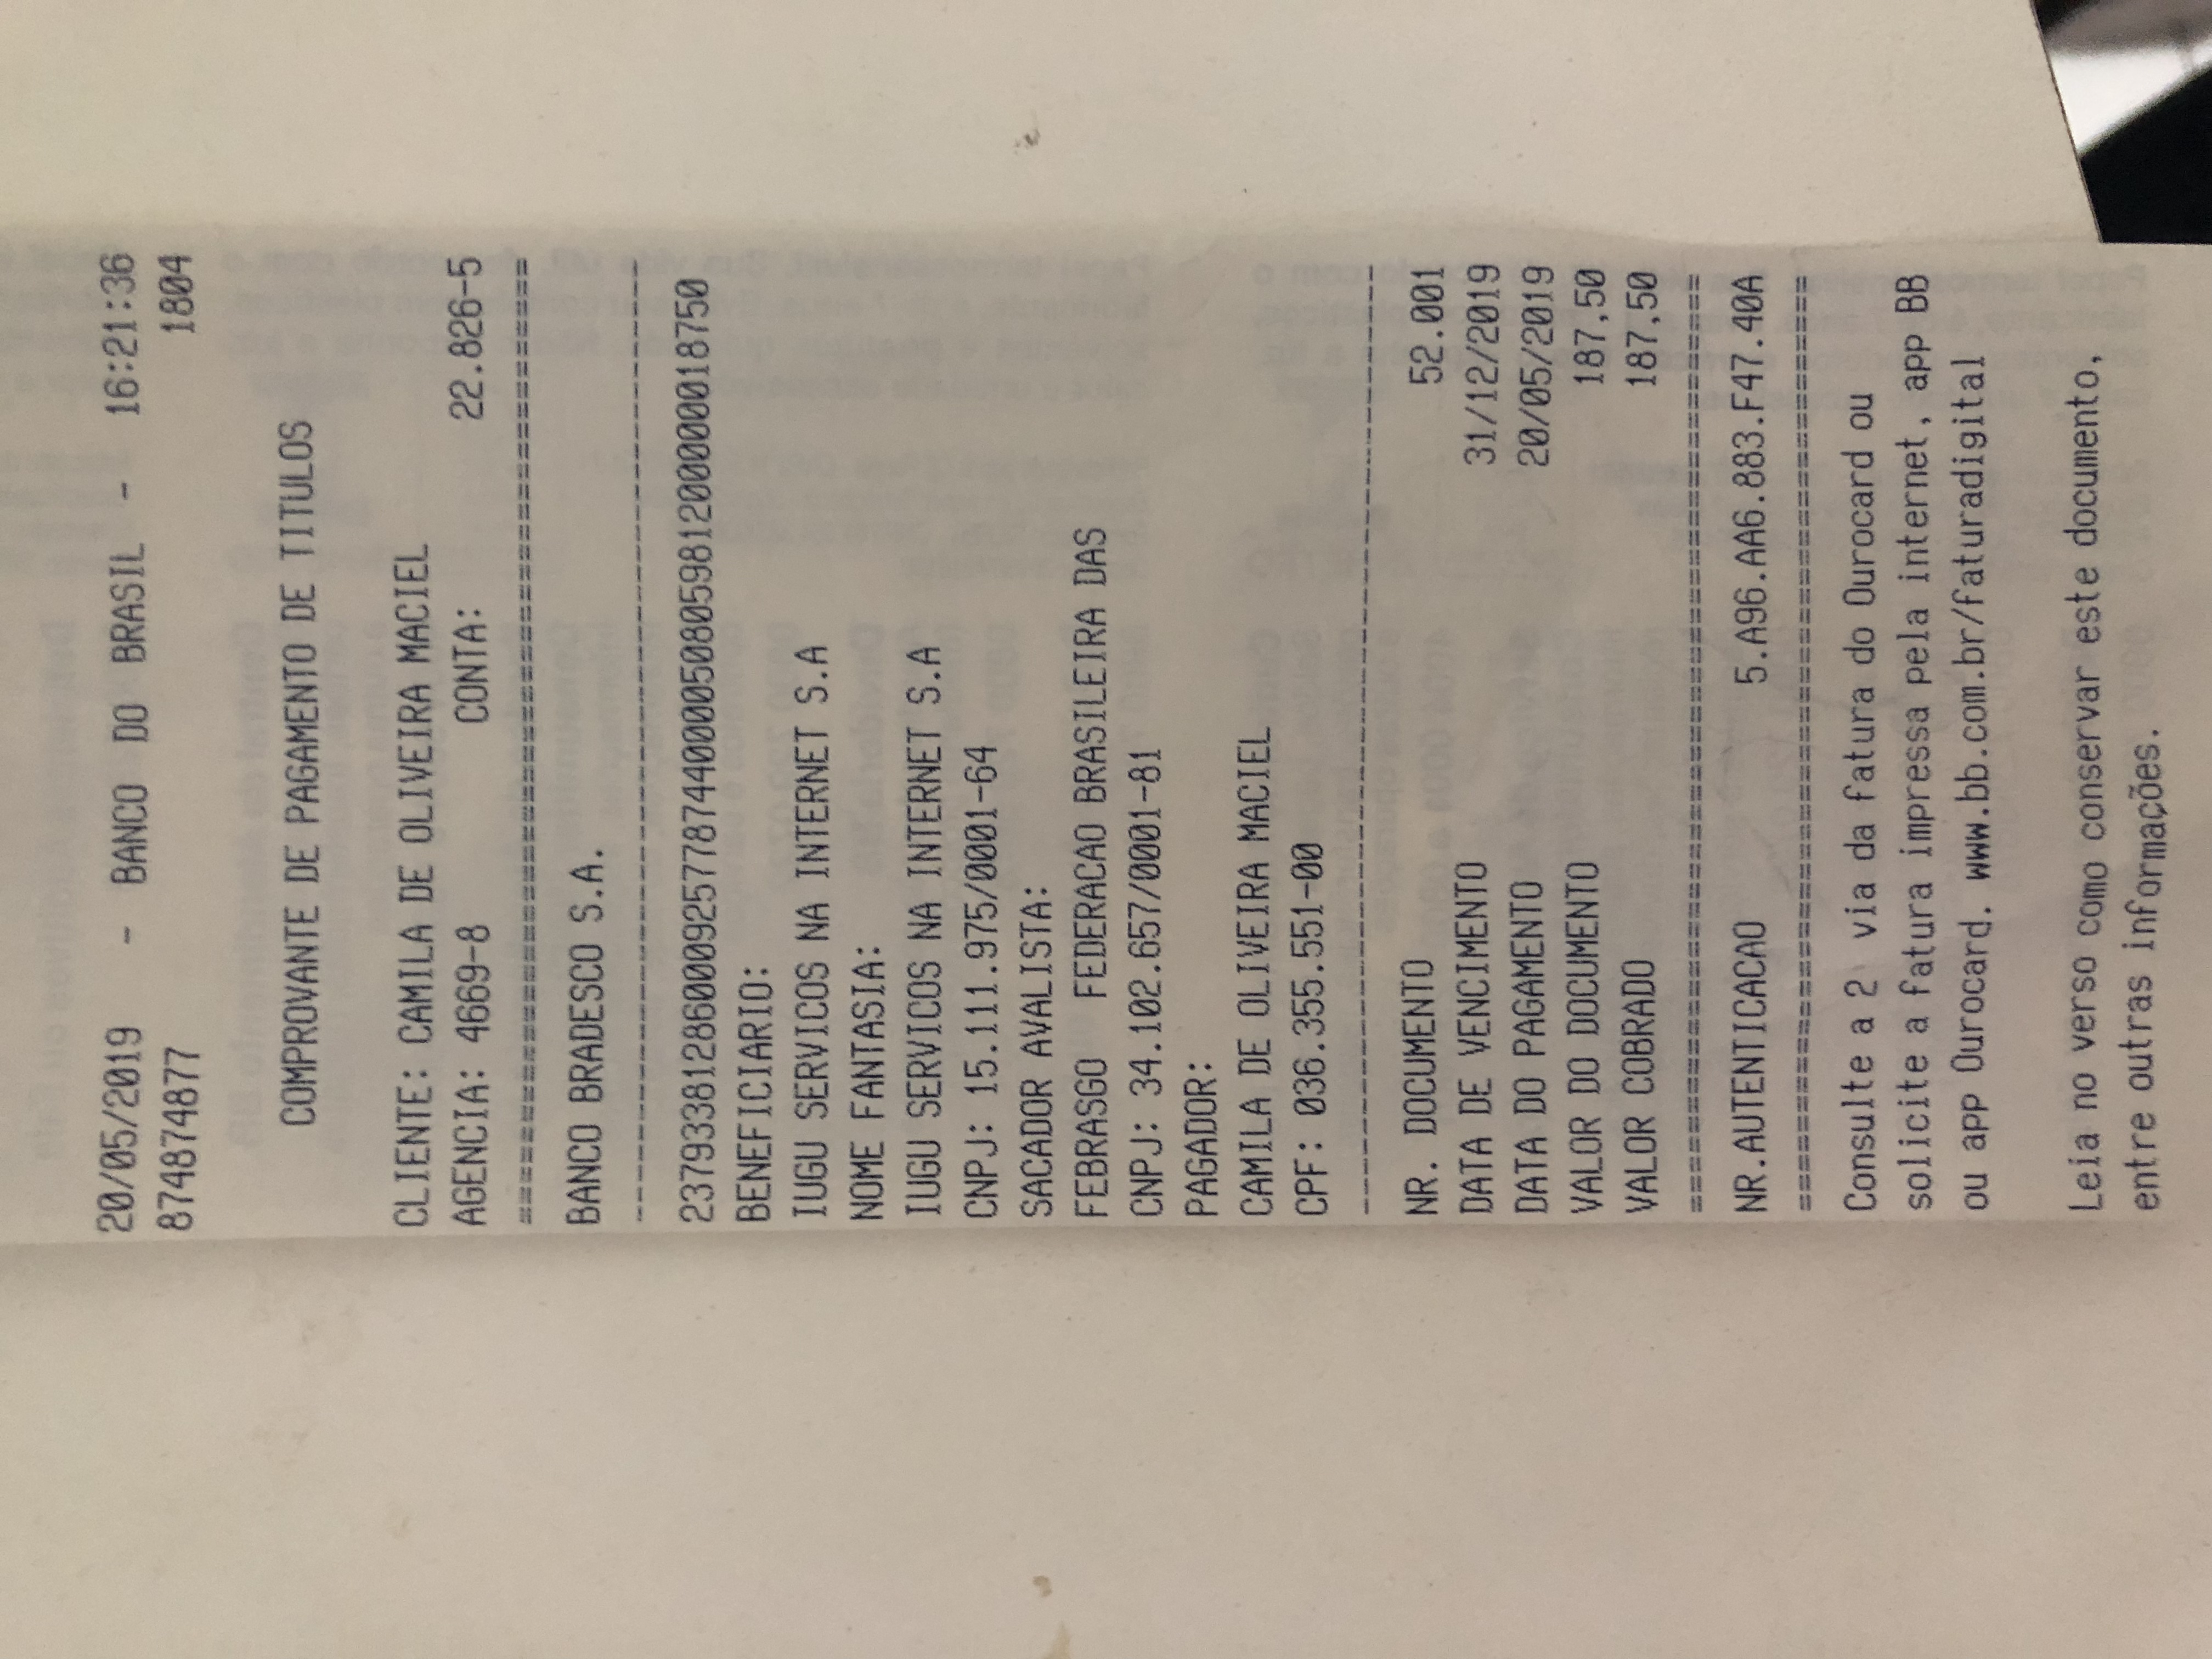 20/05/2019 - BANCO DO BRASIL - 16:21:36
874874877 1804
COMPROVANTE DE PAGAMENTO DE TITULOS
CLIENTE: CAMILA DE OLIVEIRA MACIEL
AGENCIA: 4669-8 CONTA: 22.826-5
========================================
BANCO BRADESCO S.A.
----------------------------------------
23793381286000925778744000050805981200000018750
BENEFICIARIO:
IUGU SERVICOS NA INTERNET S.A
NOME FANTASIA:
IUGU SERVICOS NA INTERNET S.A
CNPJ: 15.111.975/0001-64
SACADOR AVALISTA:
FEBRASGO FEDERACAO BRASILEIRA DAS
CNPJ: 34.102.657/0001-81
PAGADOR:
CAMILA DE OLIVEIRA MACIEL
CPF: 036.355.551-00
----------------------------------------
NR. DOCUMENTO 52.001
DATA DE VENCIMENTO 31/12/2019
DATA DO PAGAMENTO 20/05/2019
VALOR DO DOCUMENTO 187,50
VALOR COBRADO 187,50
========================================
NR.AUTENTICACAO 5.A96.AA6.883.F47.40A
========================================
Consulte a 2 via da fatura do Ourocard ou
solicite a fatura impressa pela internet, app BB
ou app Ourocard. www.bb.com.br/faturadigital
Leia no verso como conservar este documento,
entre outras informações.